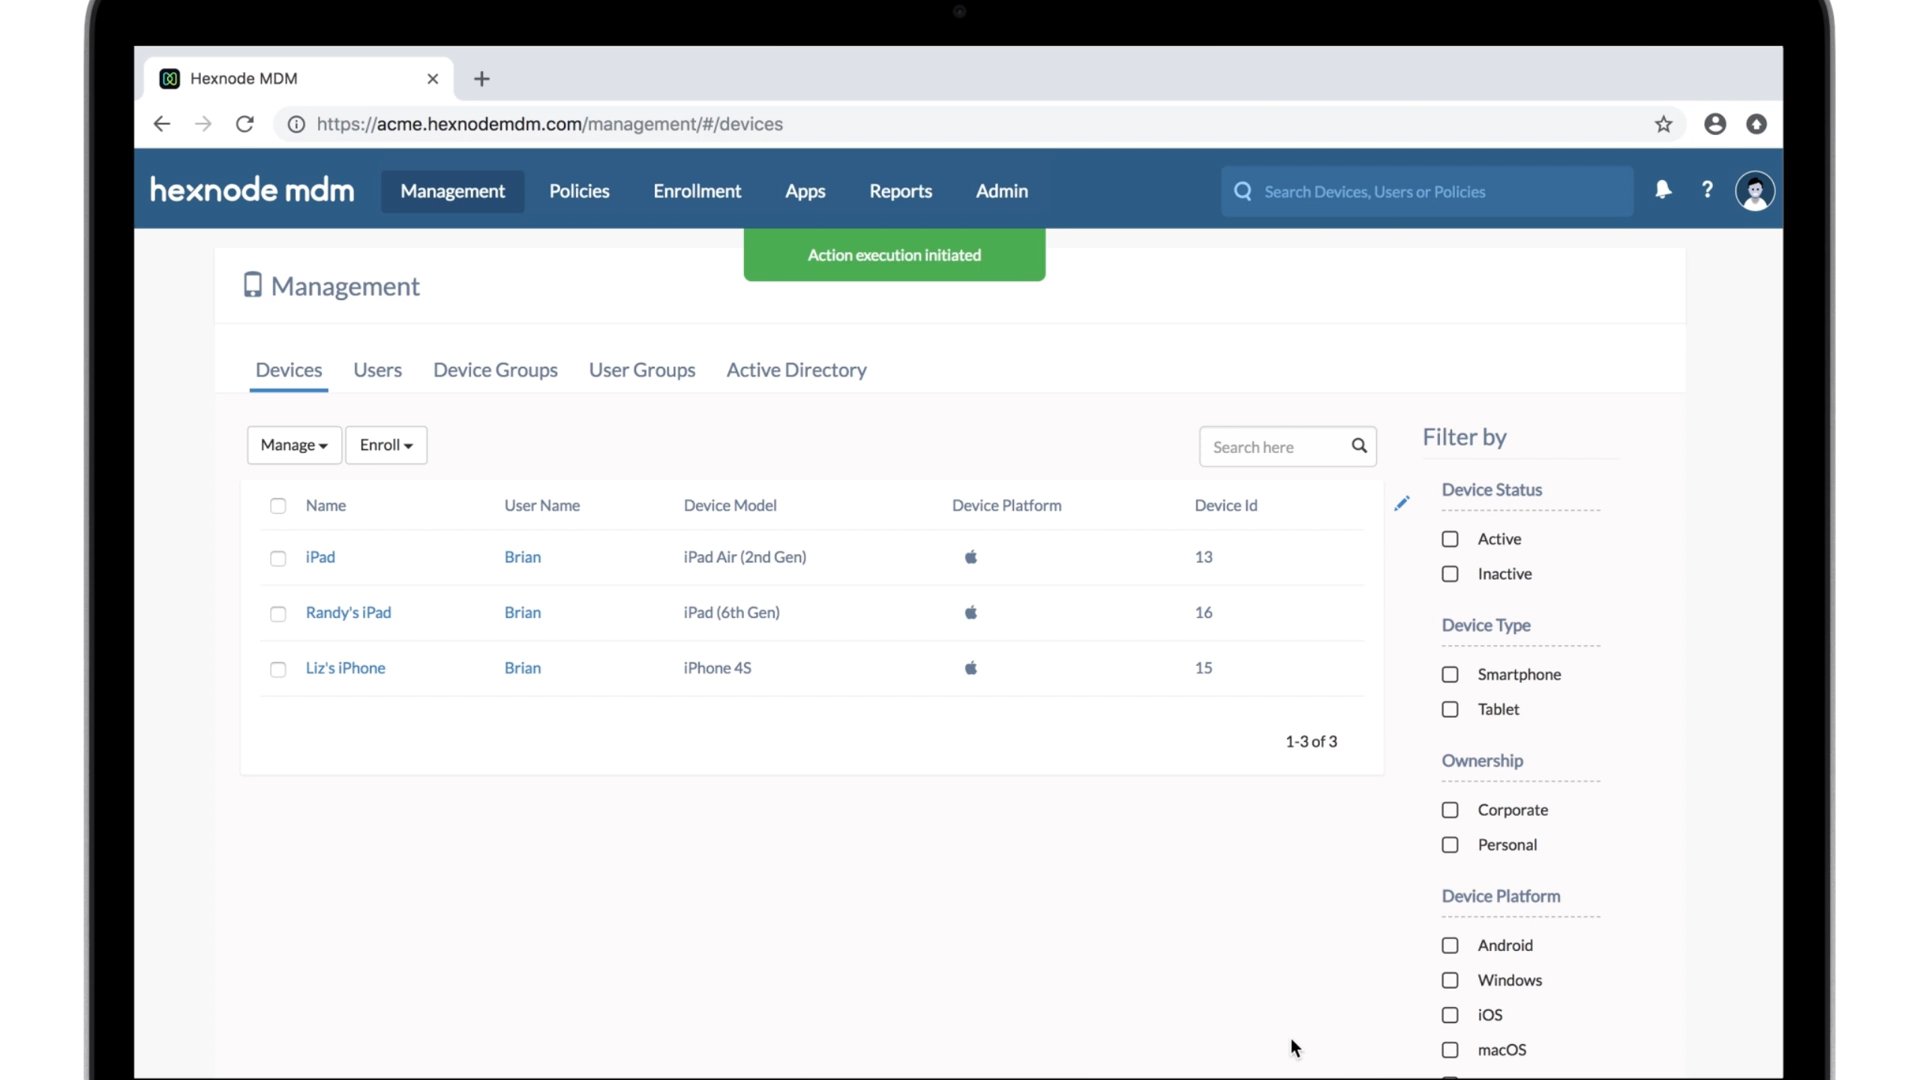 Hexnode MDM
https://acme.hexnodemdm.com/management/#/devices
hexnode mdm Management Policies Enrollment Apps Reports Admin Search Devices, Users or Policies ?
Action execution initiated
Management
Devices Users Device Groups User Groups Active Directory
Manage Enroll Search here
Name User Name Device Model Device Platform Device Id
iPad Brian iPad Air (2nd Gen) 13
Randy's iPad Brian iPad (6th Gen) 16
Liz's iPhone Brian iPhone 4S 15
1-3 of 3
Filter by
Device Status
Active
Inactive
Device Type
Smartphone
Tablet
Ownership
Corporate
Personal
Device Platform
Android
Windows
iOS
macOS